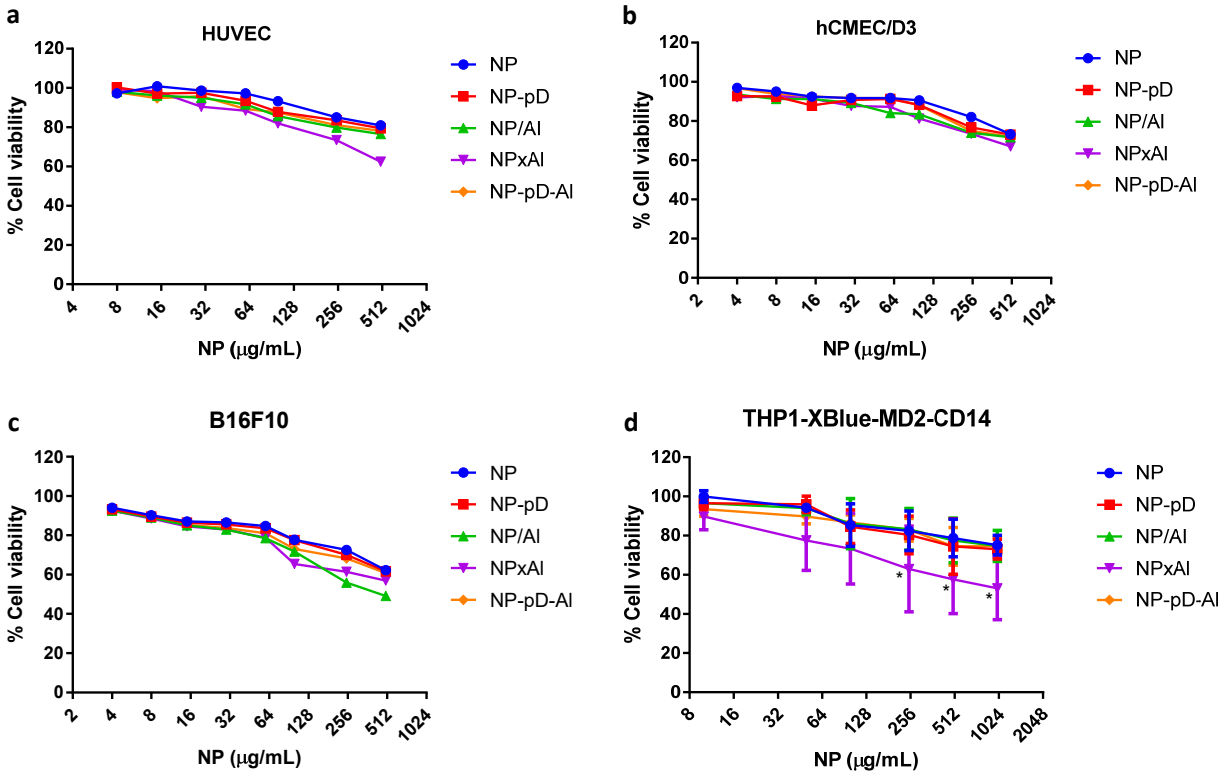 a
HUVEC
% Cell viability
120
100
80
60
40
20
0
4
8
16
32
64
128
256
512
1024
NP (μg/mL)
NP
NP-pD
NP/Al
NPxAl
NP-pD-Al
b
hCMEC/D3
% Cell viability
120
100
80
60
40
20
0
2
4
8
16
32
64
128
256
512
1024
NP (μg/mL)
NP
NP-pD
NP/Al
NPxAl
NP-pD-Al
c
B16F10
% Cell viability
120
100
80
60
40
20
0
2
4
8
16
32
64
128
256
512
1024
NP (μg/mL)
NP
NP-pD
NP/Al
NPxAl
NP-pD-Al
d
THP1-XBlue-MD2-CD14
% Cell viability
120
100
80
60
40
20
0
* * *
8
16
32
64
128
256
512
1024
2048
NP (μg/mL)
NP
NP-pD
NP/Al
NPxAl
NP-pD-Al